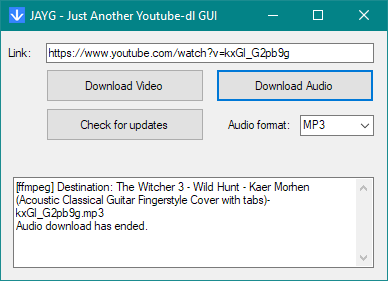 JAYG - Just Another Youtube-dl GUI
Link: https://www.youtube.com/watch?v=kxGl_G2pb9g
Download Video Download Audio
Check for updates Audio format: MP3
[ffmpeg] Destination: The Witcher 3 - Wild Hunt - Kaer Morhen
(Acoustic Classical Guitar Fingerstyle Cover with tabs)-
kxGl_G2pb9g.mp3
Audio download has ended.